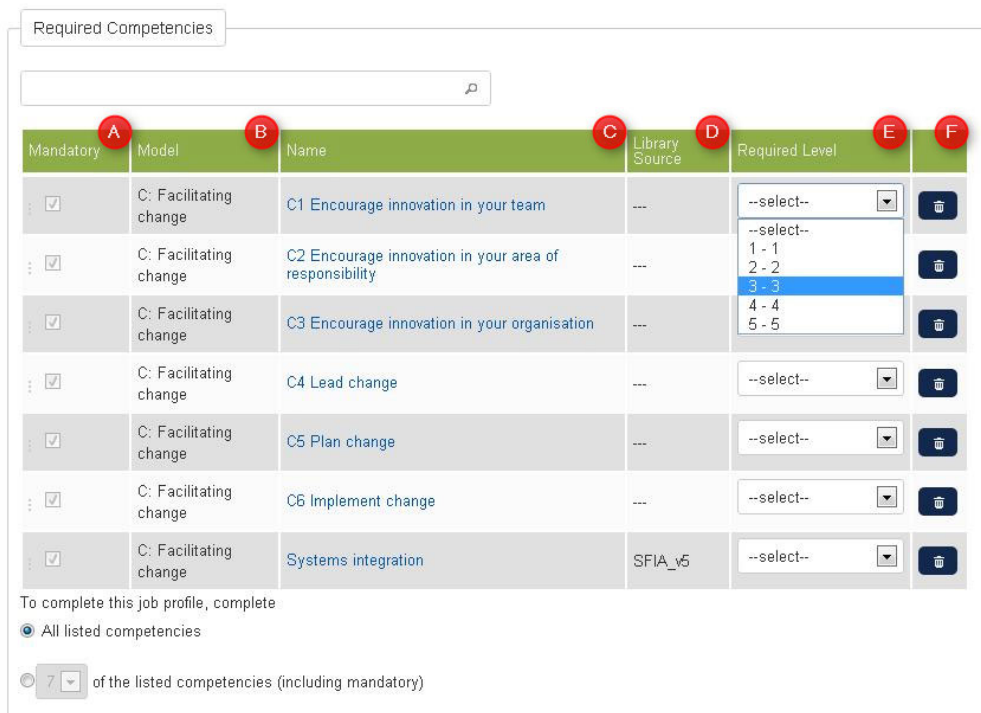 Required Competencies
A B C D E F
Mandatory Model Name Library Source Required Level
C: Facilitating change C1 Encourage innovation in your team --- --select--
--select--
1 - 1
2 - 2
3 - 3
4 - 4
5 - 5
C: Facilitating change C2 Encourage innovation in your area of responsibility ---
C: Facilitating change C3 Encourage innovation in your organisation ---
C: Facilitating change C4 Lead change --- --select--
C: Facilitating change C5 Plan change --- --select--
C: Facilitating change C6 Implement change --- --select--
C: Facilitating change Systems integration SFIA_v5 --select--
To complete this job profile, complete
All listed competencies
7 of the listed competencies (including mandatory)